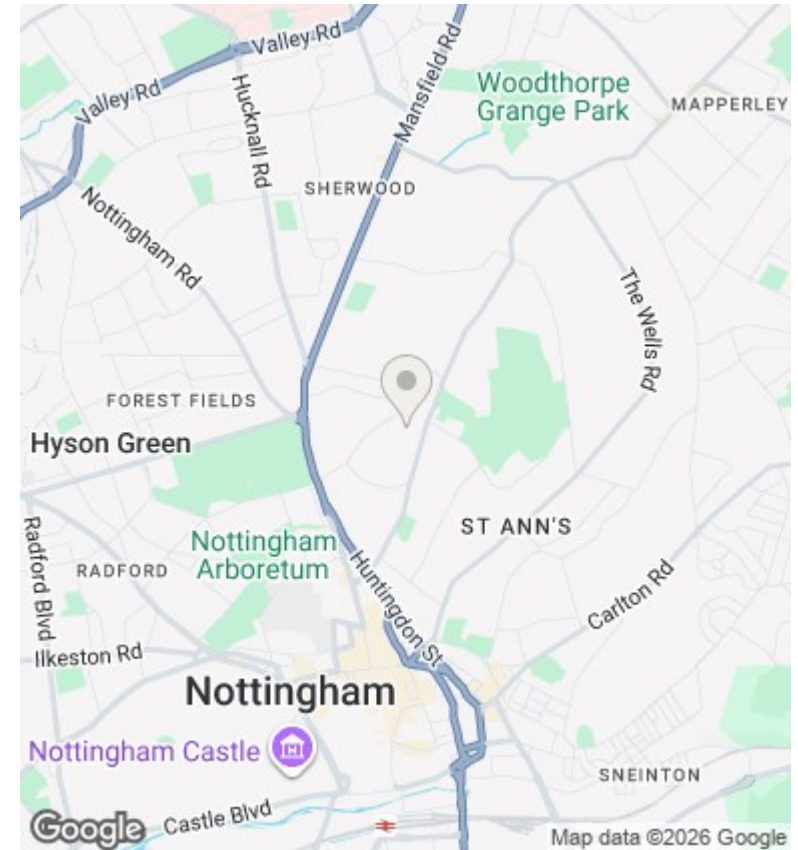 Valley Rd
Valley Rd
Hucknall Rd
Mansfield Rd
Woodthorpe
Grange Park
MAPPERLEY
SHERWOOD
Nottingham Rd
The Wells Rd
FOREST FIELDS
Hyson Green
ST ANN'S
Nottingham
Arboretum
RADFORD
Radford Blvd
Huntingdon St
Carlton Rd
Ilkeston Rd
Nottingham
Nottingham Castle
SNEINTON
Castle Blvd
Google
Map data ©2026 Google